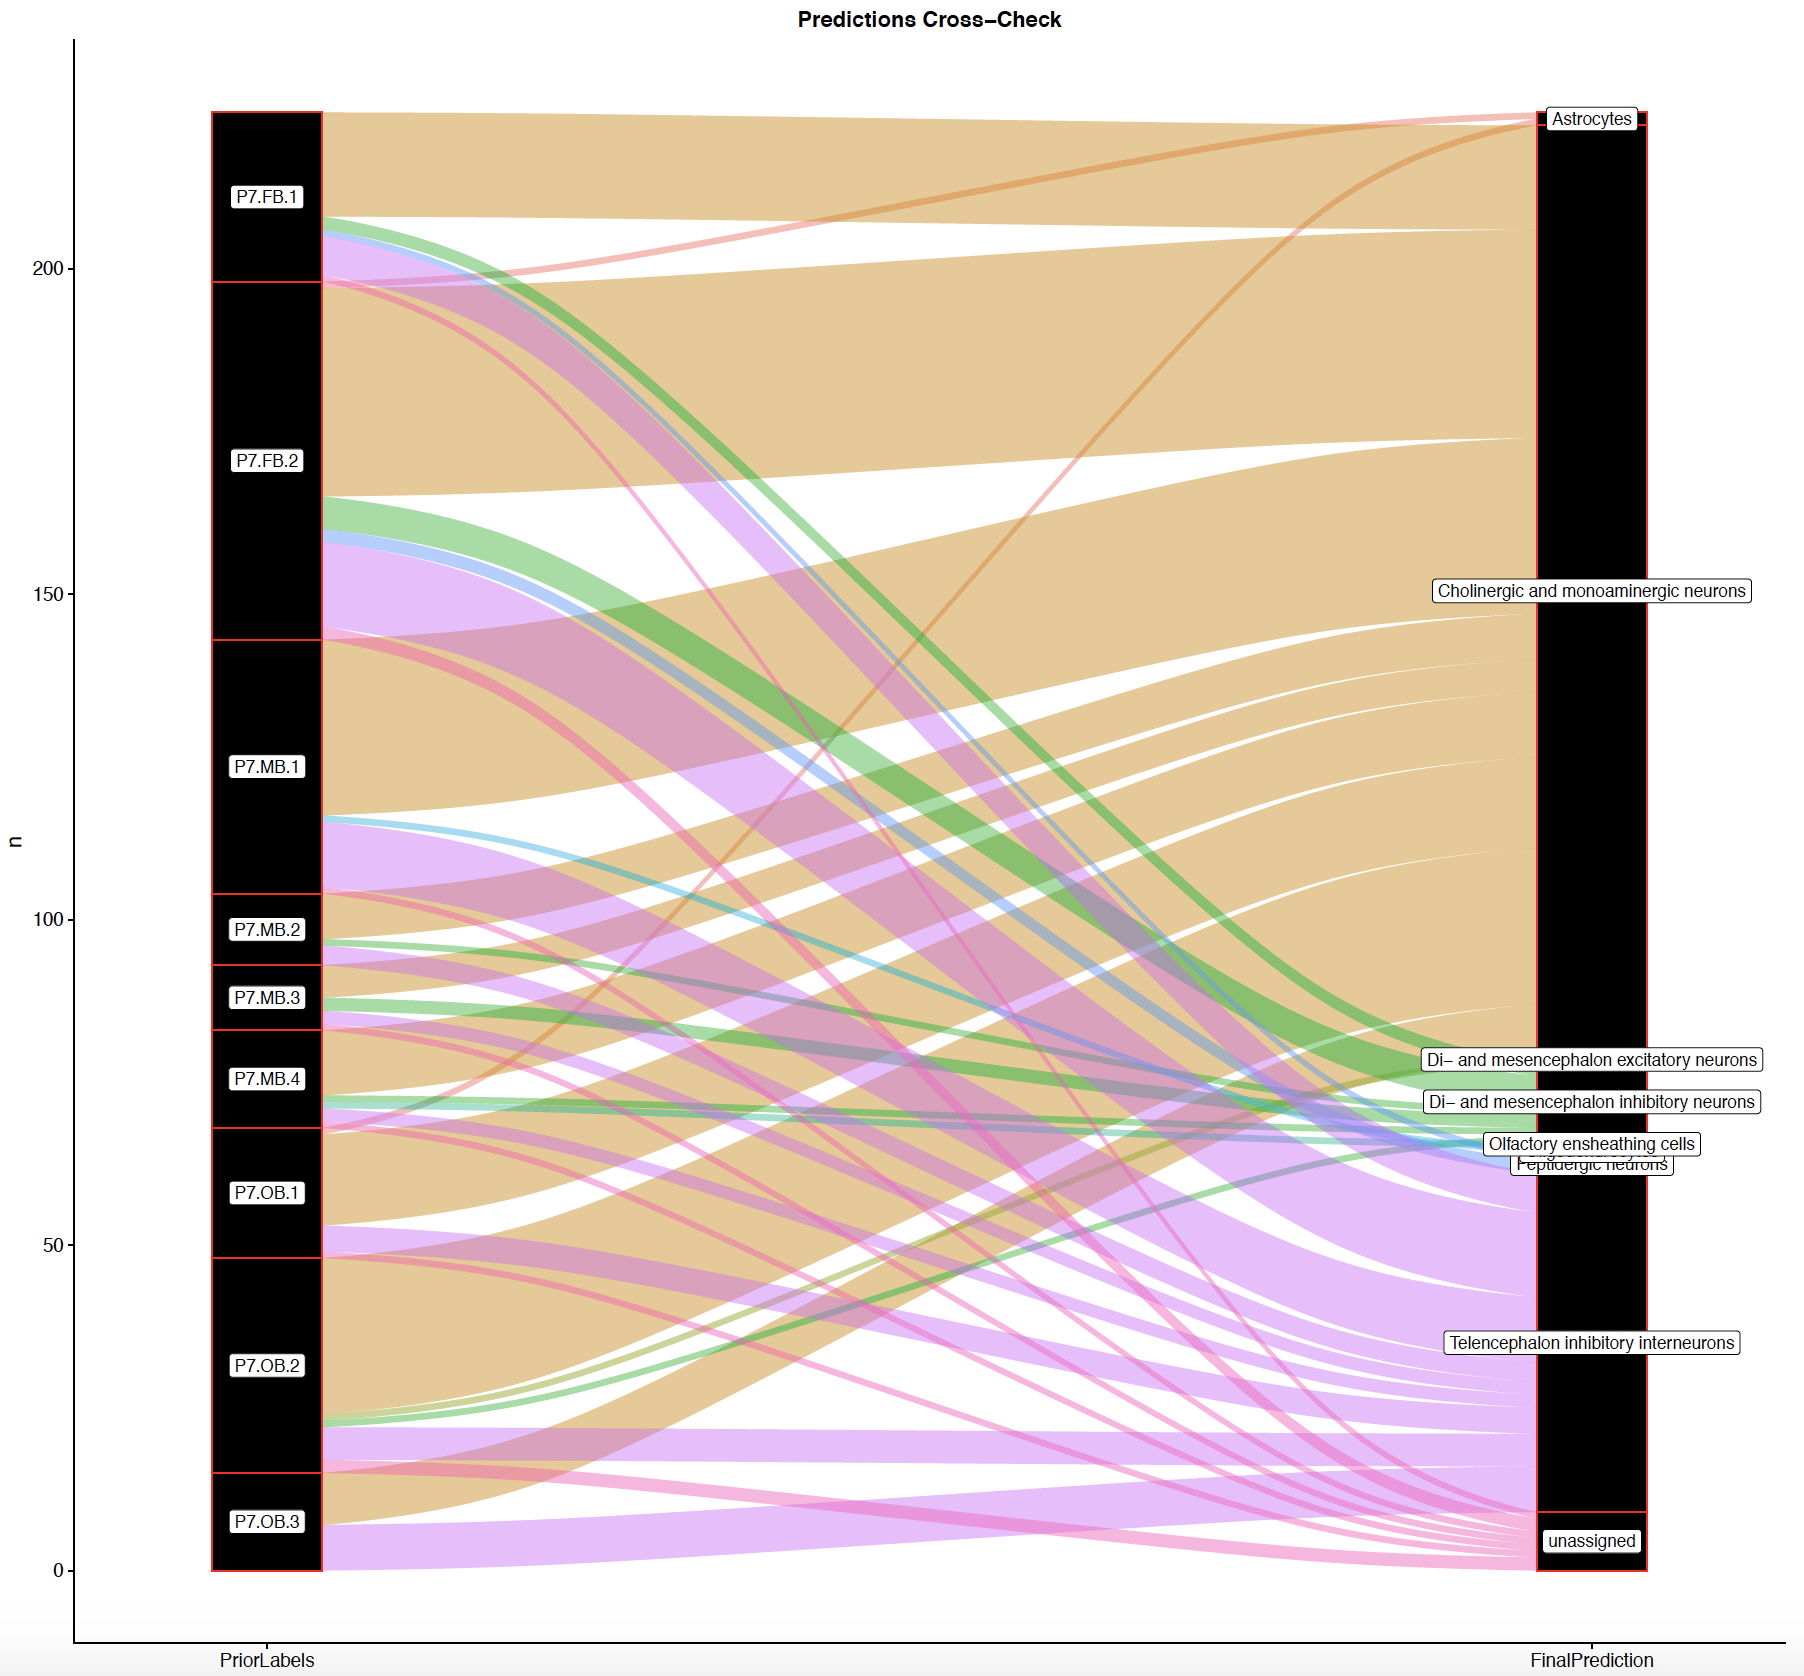 Predictions Cross−Check
n
200
150
100
50
0
P7.FB.1
P7.FB.2
P7.MB.1
P7.MB.2
P7.MB.3
P7.MB.4
P7.OB.1
P7.OB.2
P7.OB.3
Astrocytes
Cholinergic and monoaminergic neurons
Di− and mesencephalon excitatory neurons
Di− and mesencephalon inhibitory neurons
Olfactory ensheathing cells
Peptidergic neurons
Telencephalon inhibitory interneurons
unassigned
PriorLabels
FinalPrediction